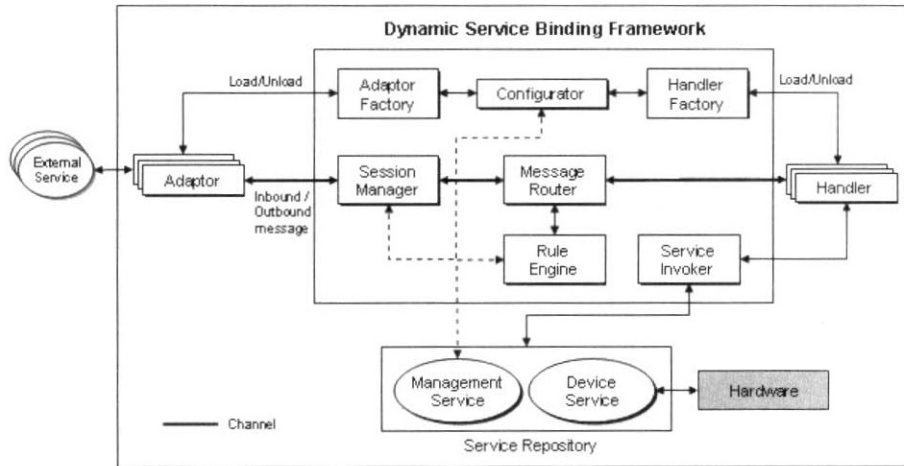 Dynamic Service Binding Framework
Load/Unload
Adaptor
Factory
Configurator
Handler
Factory
Load/Unload
External
Service
Adaptor
Inbound /
Outbound
message
Session
Manager
Message
Router
Handler
Rule
Engine
Service
Invoker
Management
Service
Device
Service
Hardware
Channel
Service Repository